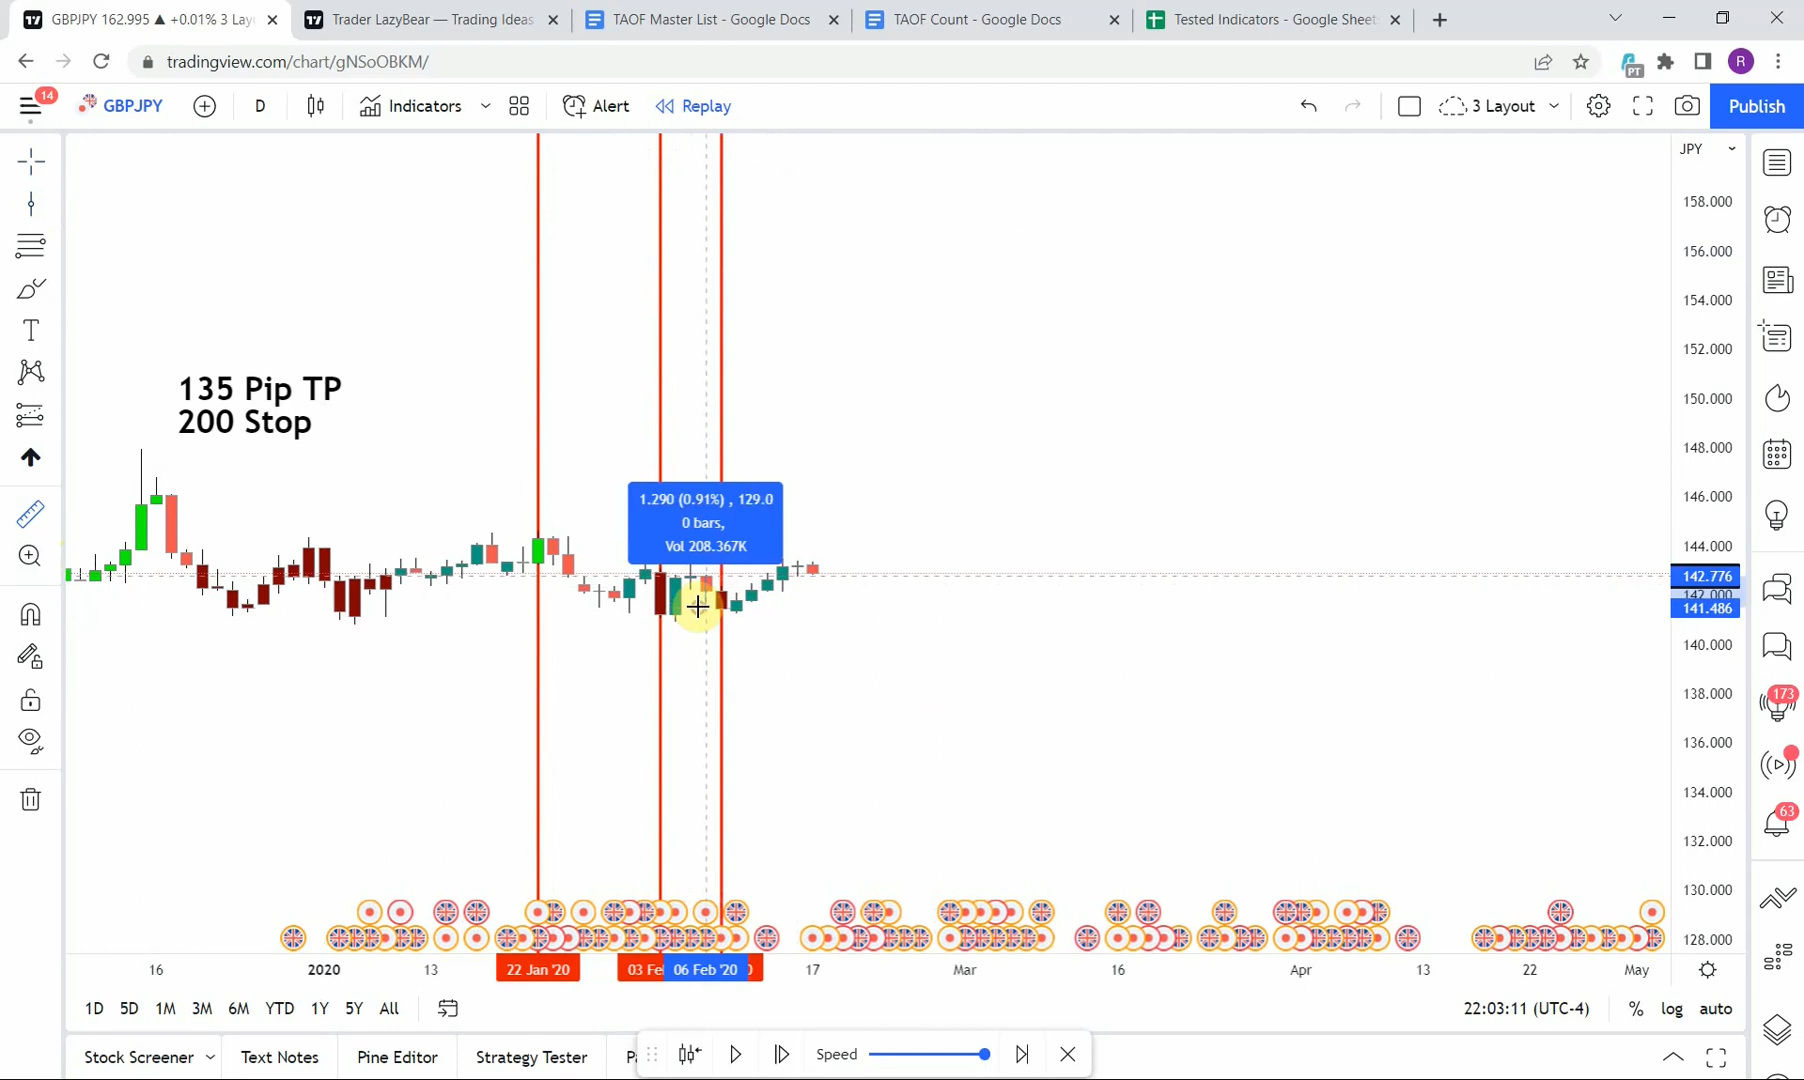 GBPJPY 162.995 ▲ +0.01% 3 Lay
Trader LazyBear — Trading Ideas
TAOF Master List - Google Docs
TAOF Count - Google Docs
Tested Indicators - Google Sheets
tradingview.com/chart/gNSoOBKM/
PT
R
14
GBPJPY
D
Indicators
Alert
Replay
3 Layout
Publish
JPY
158.000
156.000
154.000
152.000
150.000
148.000
146.000
144.000
142.776
142.000
141.486
140.000
138.000
136.000
134.000
132.000
130.000
128.000
135 Pip TP
200 Stop
1.290 (0.91%) , 129.0
0 bars,
Vol 208.367K
173
63
16
2020
13
22 Jan '20
03 Fe
06 Feb '20
17
Mar
16
Apr
13
22
May
1D 5D 1M 3M 6M YTD 1Y 5Y All
22:03:11 (UTC-4)
%
log
auto
Stock Screener
Text Notes
Pine Editor
Strategy Tester
Speed